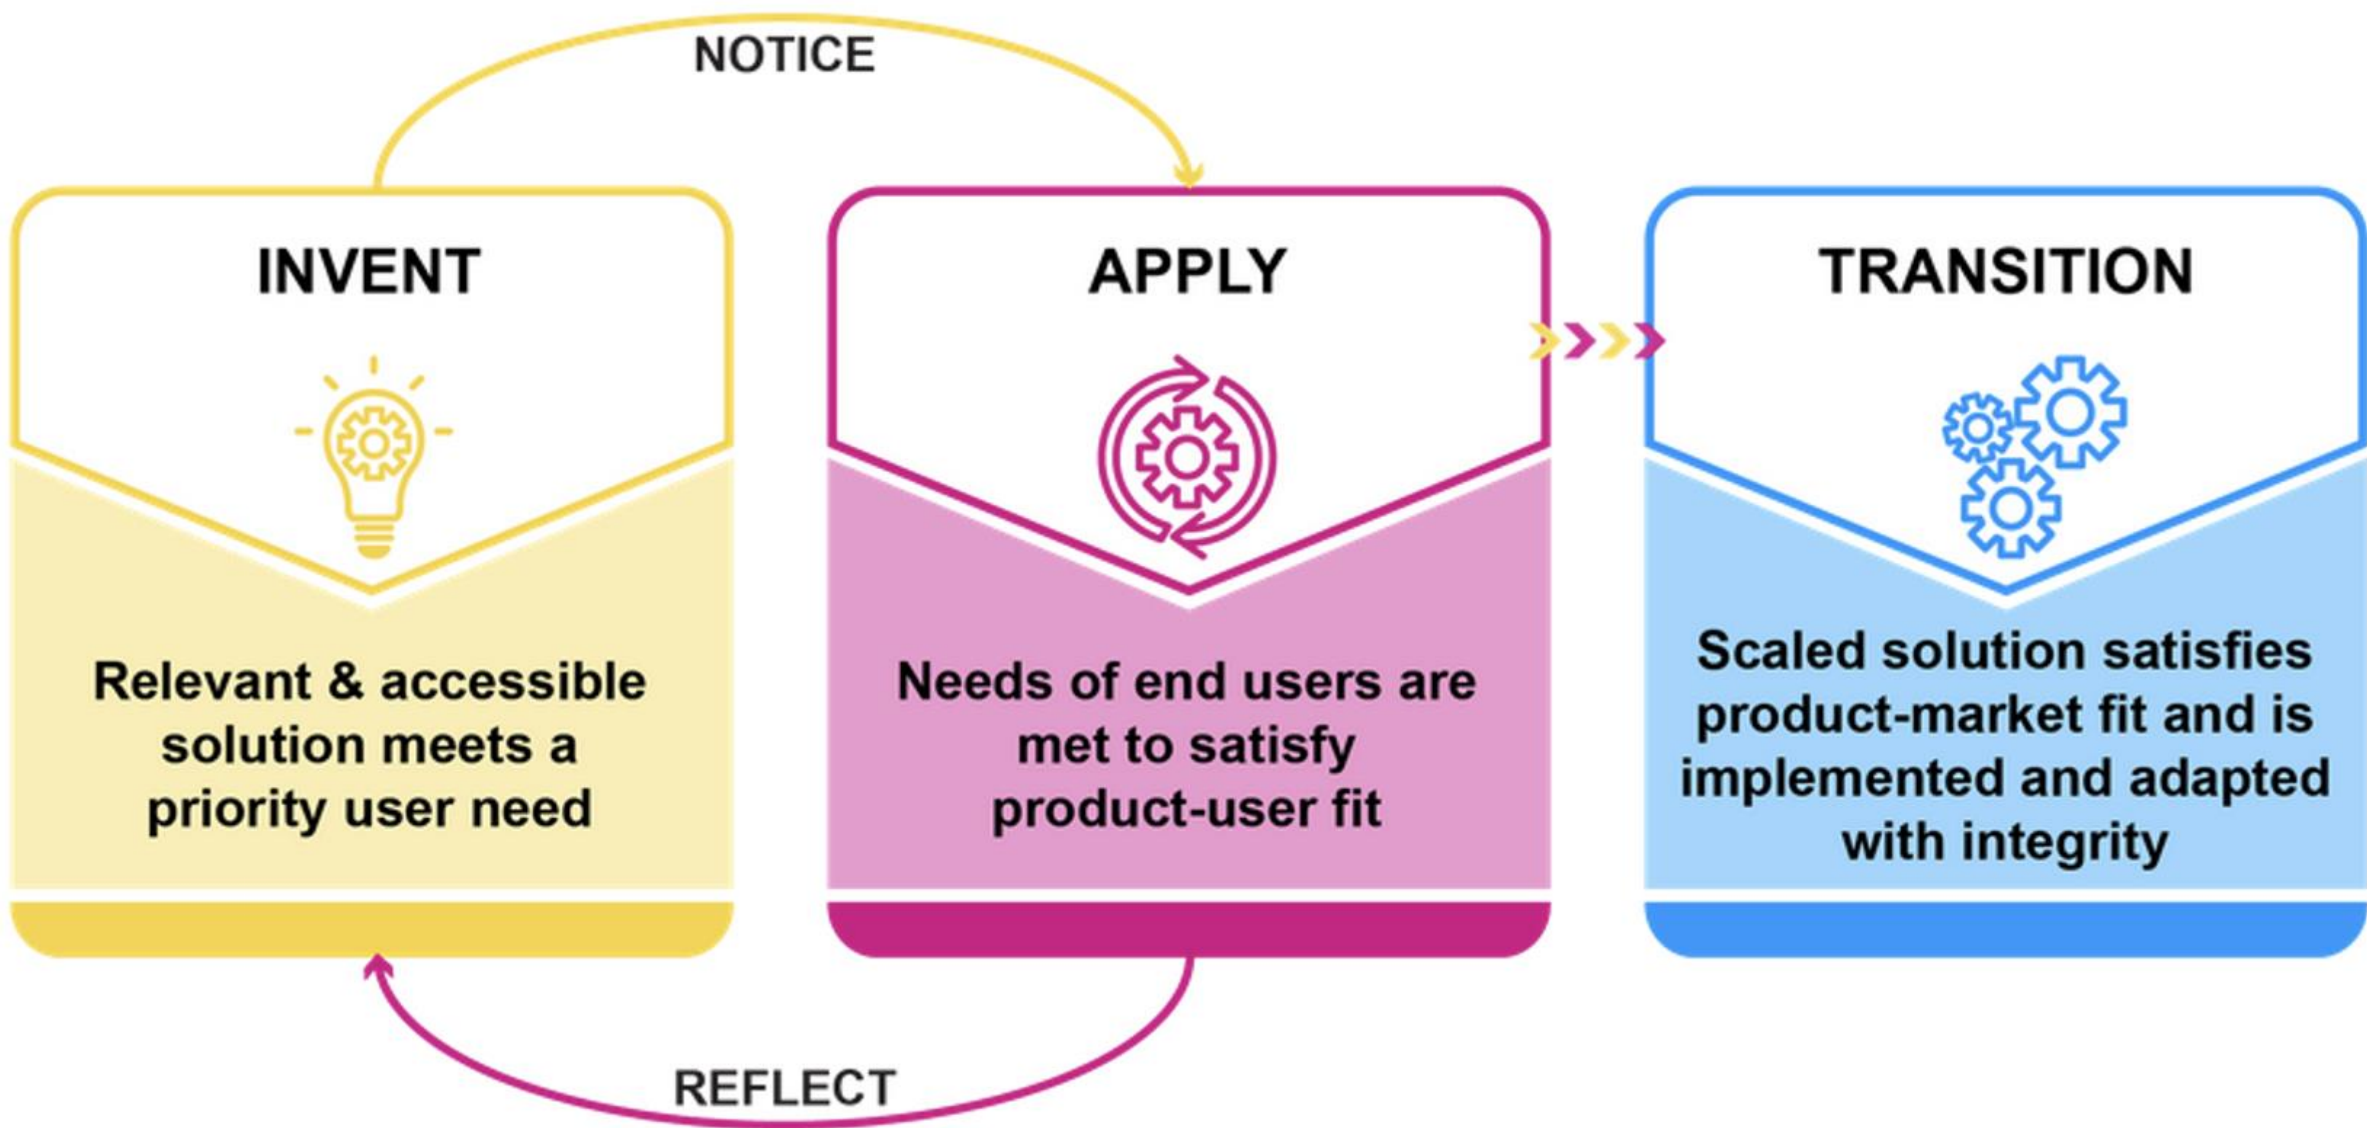 NOTICE
INVENT
APPLY
TRANSITION
Relevant & accessible
solution meets a
priority user need
Needs of end users are
met to satisfy
product-user fit
Scaled solution satisfies
product-market fit and is
implemented and adapted
with integrity
REFLECT